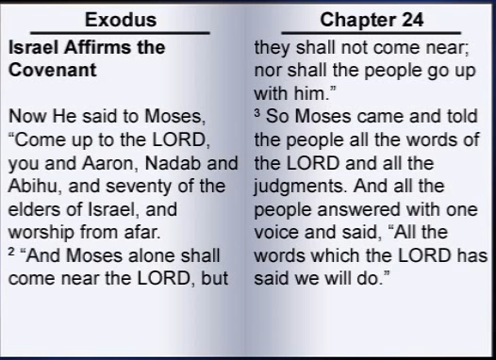 Exodus
Israel Affirms the
Covenant
Now He said to Moses,
“Come up to the LORD,
you and Aaron, Nadab and
Abihu, and seventy of the
elders of Israel, and
worship from afar.
² “And Moses alone shall
come near the LORD, but
Chapter 24
they shall not come near;
nor shall the people go up
with him.”
³ So Moses came and told
the people all the words of
the LORD and all the
judgments. And all the
people answered with one
voice and said, “All the
words which the LORD has
said we will do.”